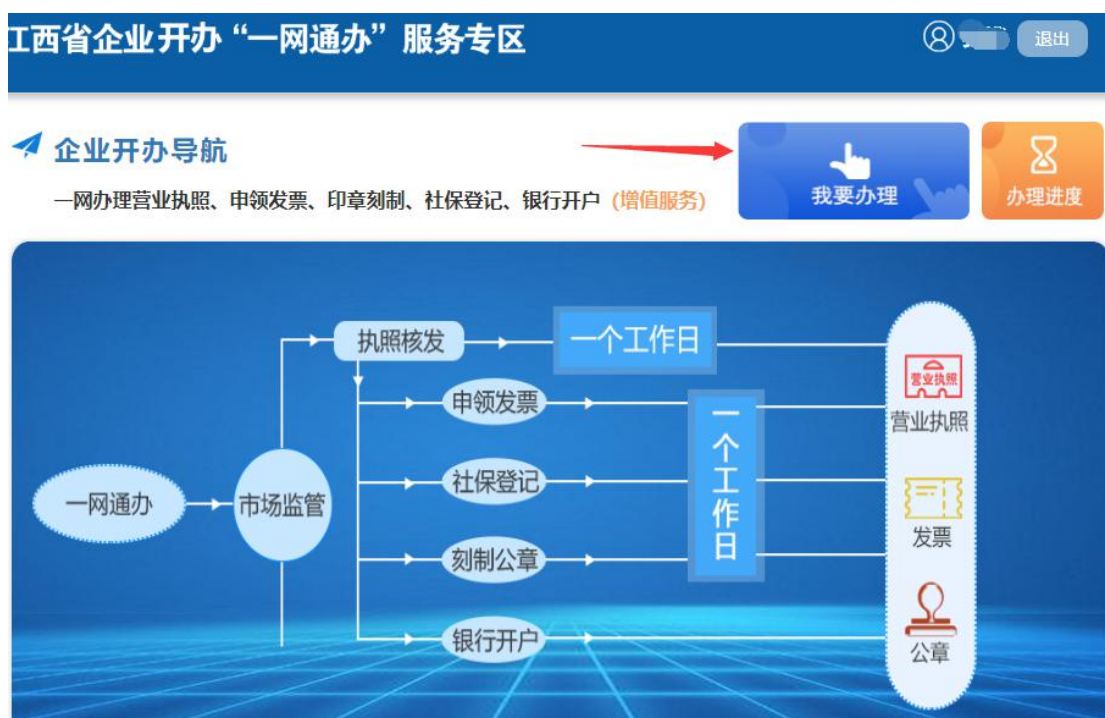 江西省企业开办“一网通办”服务专区
退出
企业开办导航
一网办理营业执照、申领发票、印章刻制、社保登记、银行开户（增值服务）
我要办理
办理进度
执照核发
一个工作日
申领发票
社保登记
刻制公章
银行开户
一个工作日
一网通办
市场监管
营业执照
营业执照
发票
公章